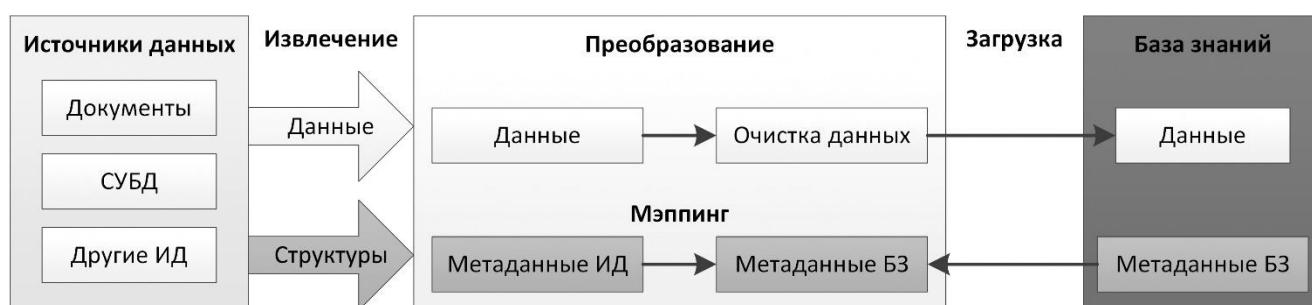 Источники данных
Извлечение
Преобразование
Загрузка
База знаний
Документы
Данные
Данные
Очистка данных
Данные
СУБД
Мэппинг
Другие ИД
Структуры
Метаданные ИД
Метаданные БЗ
Метаданные БЗ